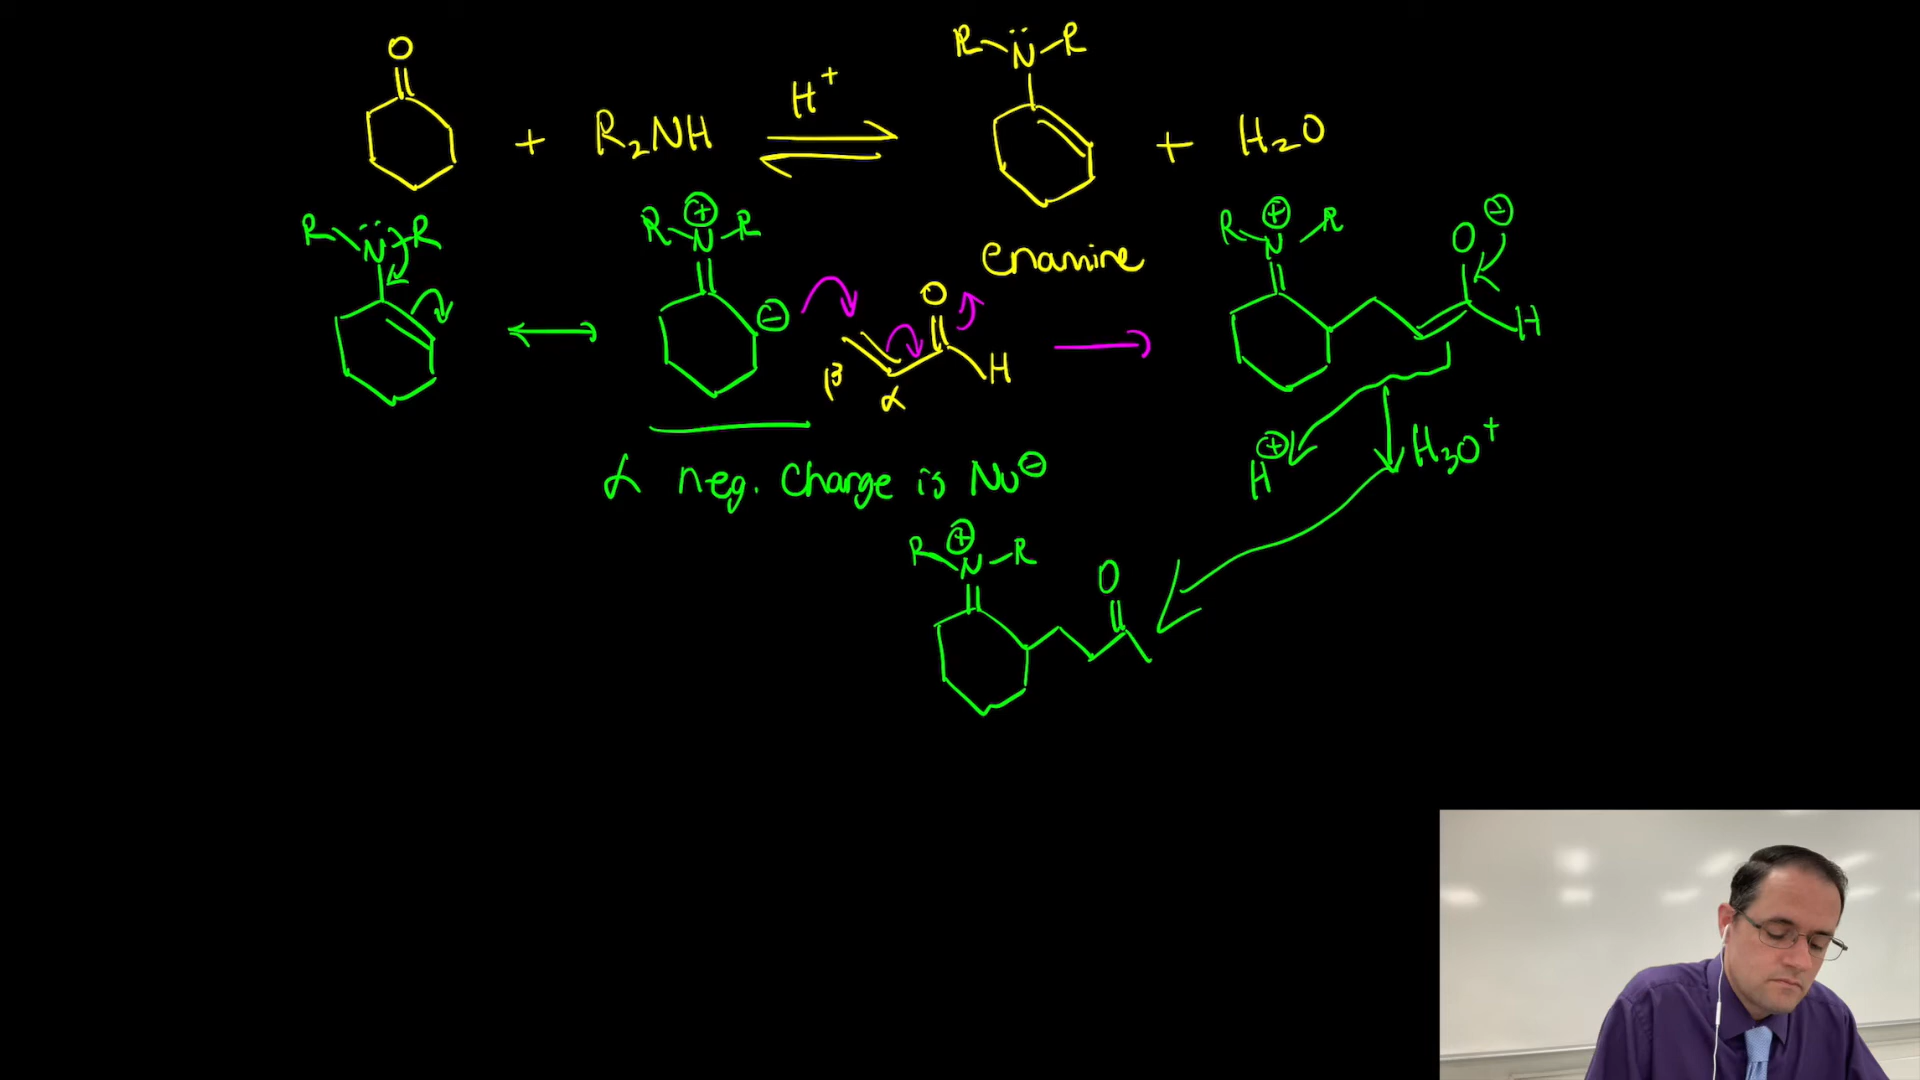 O
R N̈ R
+ R₂NH H⁺ + H₂O
enamine
R N̈ R
R N⊕ R ⊖
O
β α H
R N⊕ R O⊖ H
H⊕ H₃O⁺
α neg. Charge is Nu⊖
R N⊕ R O